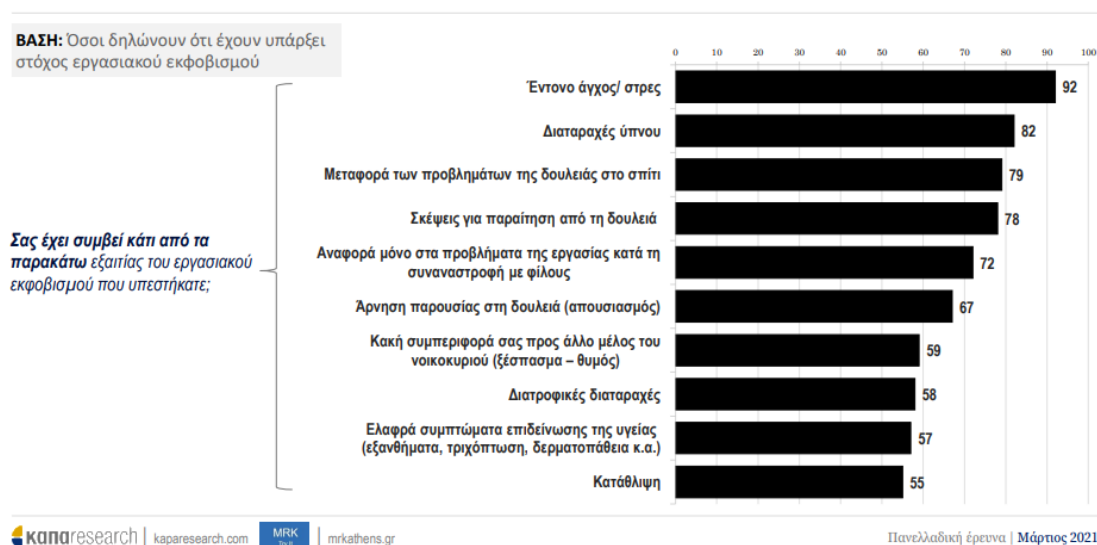 ΒΑΣΗ: Όσοι δηλώνουν ότι έχουν υπάρξει
στόχος εργασιακού εκφοβισμού
0 10 20 30 40 50 60 70 80 90 100
Σας έχει συμβεί κάτι από τα
παρακάτω εξαιτίας του εργασιακού
εκφοβισμού που υπεστήκατε;
Έντονο άγχος/ στρες 92
Διαταραχές ύπνου 82
Μεταφορά των προβλημάτων της δουλειάς στο σπίτι 79
Σκέψεις για παραίτηση από τη δουλειά 78
Αναφορά μόνο στα προβλήματα της εργασίας κατά τη
συναναστροφή με φίλους 72
Άρνηση παρουσίας στη δουλειά (απουσιασμός) 67
Κακή συμπεριφορά σας προς άλλο μέλος του
νοικοκυριού (ξέσπασμα – θυμός) 59
Διατροφικές διαταραχές 58
Ελαφρά συμπτώματα επιδείνωσης της υγείας
(εξανθήματα, τριχόπτωση, δερματοπάθεια κ.α.) 57
Κατάθλιψη 55
καπαresearch | kaparesearch.com MRK | mrkathens.gr
Πανελλαδική έρευνα | Μάρτιος 2021